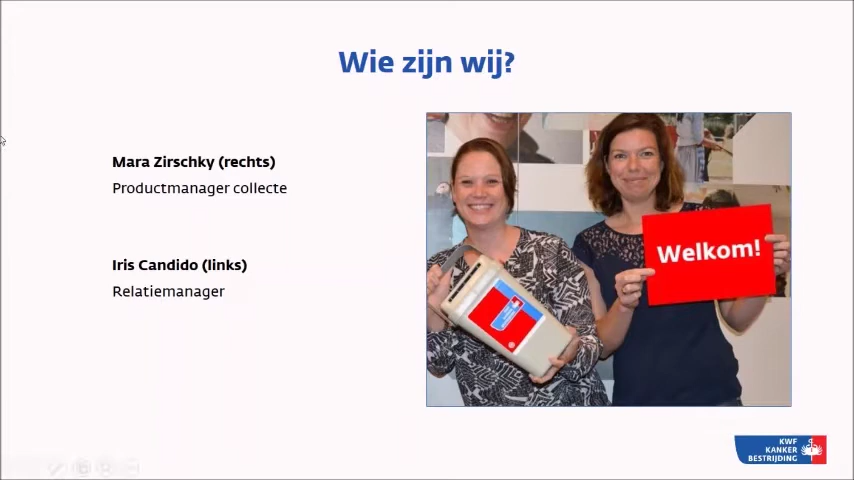 Wie zijn wij?
Mara Zirschky (rechts)
Productmanager collecte
Iris Candido (links)
Relatiemanager
Welkom!
KWF
KANKER
BESTRIJDING